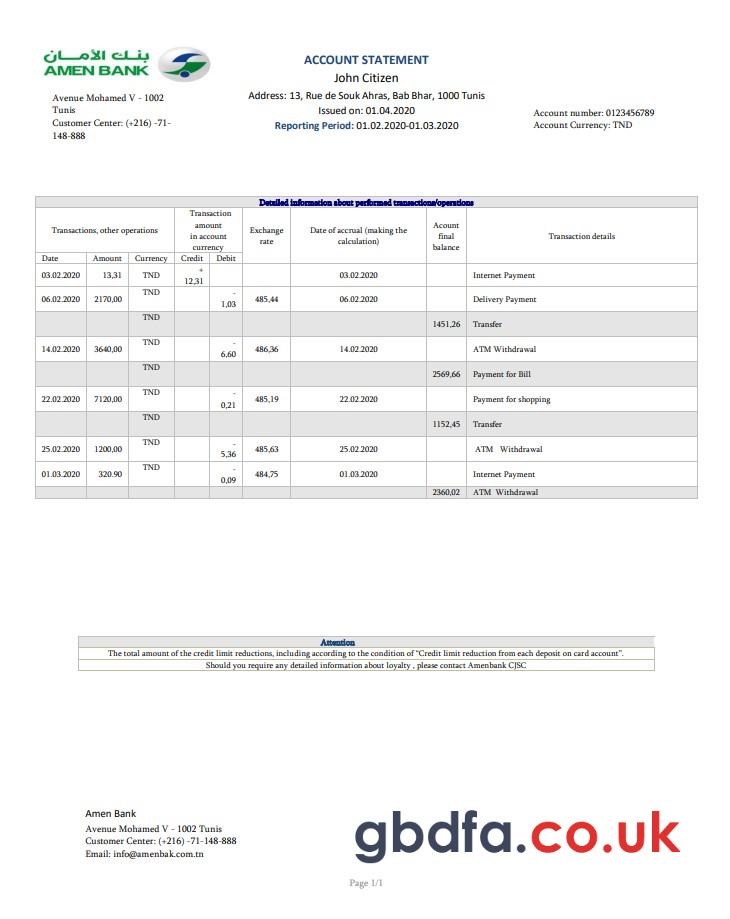 بنك الأمان
AMEN BANK
Avenue Mohamed V - 1002
Tunis
Customer Center: (+216) -71-
148-888
ACCOUNT STATEMENT
John Citizen
Address: 13, Rue de Souk Ahras, Bab Bhar, 1000 Tunis
Issued on: 01.04.2020
Reporting Period: 01.02.2020-01.03.2020
Account number: 0123456789
Account Currency: TND
Detailed information about performed transactions/operations
Transactions, other operations
Transaction
amount
in account
currency
Exchange
rate
Date of accrual (making the
calculation)
Acount
final
balance
Transaction details
Date Amount Currency Credit Debit
03.02.2020 13,31 TND + 12,31 03.02.2020 Internet Payment
06.02.2020 2170,00 TND - 1,03 485,44 06.02.2020 Delivery Payment
TND 1451,26 Transfer
14.02.2020 3640,00 TND - 6,60 486,36 14.02.2020 ATM Withdrawal
TND 2569,66 Payment for Bill
22.02.2020 7120,00 TND - 0,21 485,19 22.02.2020 Payment for shopping
TND 1152,45 Transfer
25.02.2020 1200,00 TND - 5,36 485,63 25.02.2020 ATM Withdrawal
01.03.2020 320.90 TND - 0,09 484,75 01.03.2020 Internet Payment
2360,02 ATM Withdrawal
Attention
The total amount of the credit limit reductions, including according to the condition of “Credit limit reduction from each deposit on card account”.
Should you require any detailed information about loyalty , please contact Amenbank CJSC
Amen Bank
Avenue Mohamed V - 1002 Tunis
Customer Center: (+216) -71-148-888
Email: info@amenbak.com.tn
gbdfa.co.uk
Page 1/1